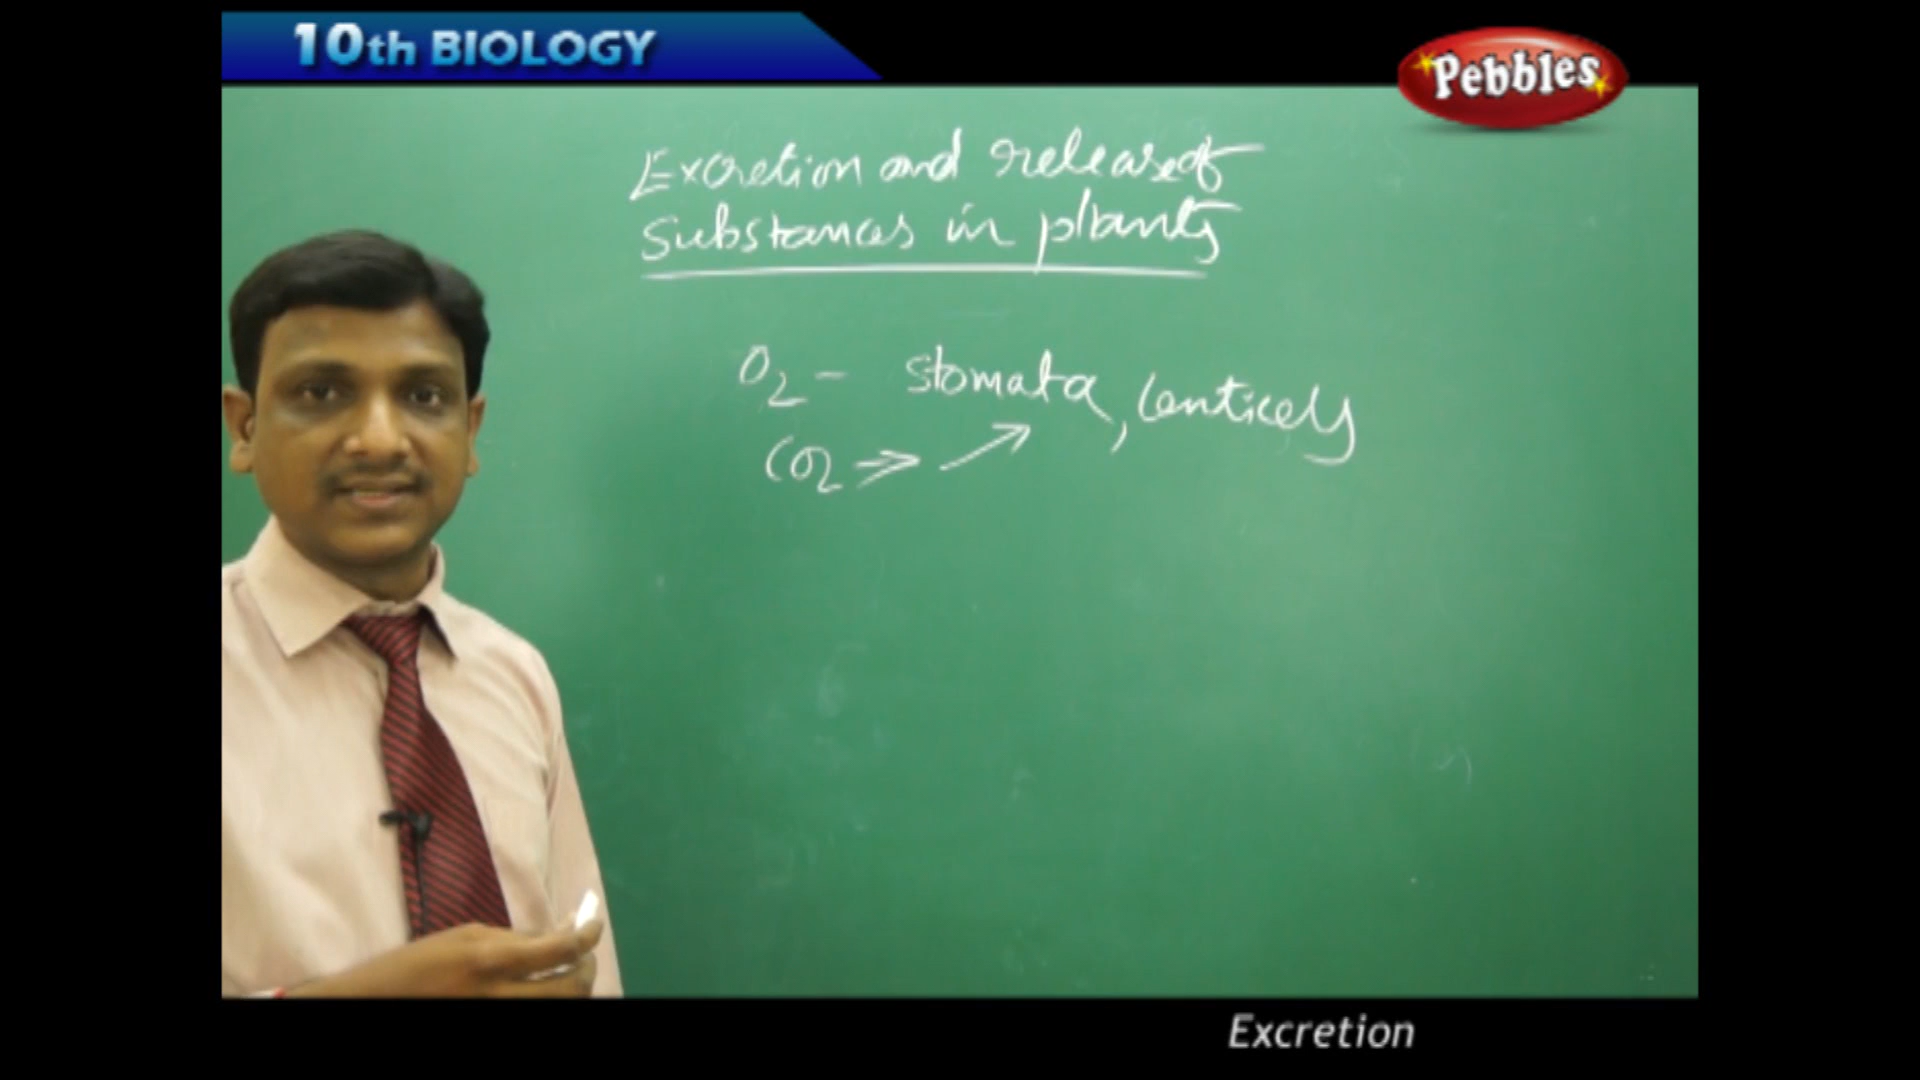 10th BIOLOGY
Pebbles
Excretion and release of
substances in plants
O2 - stomata, lenticels
CO2
Excretion